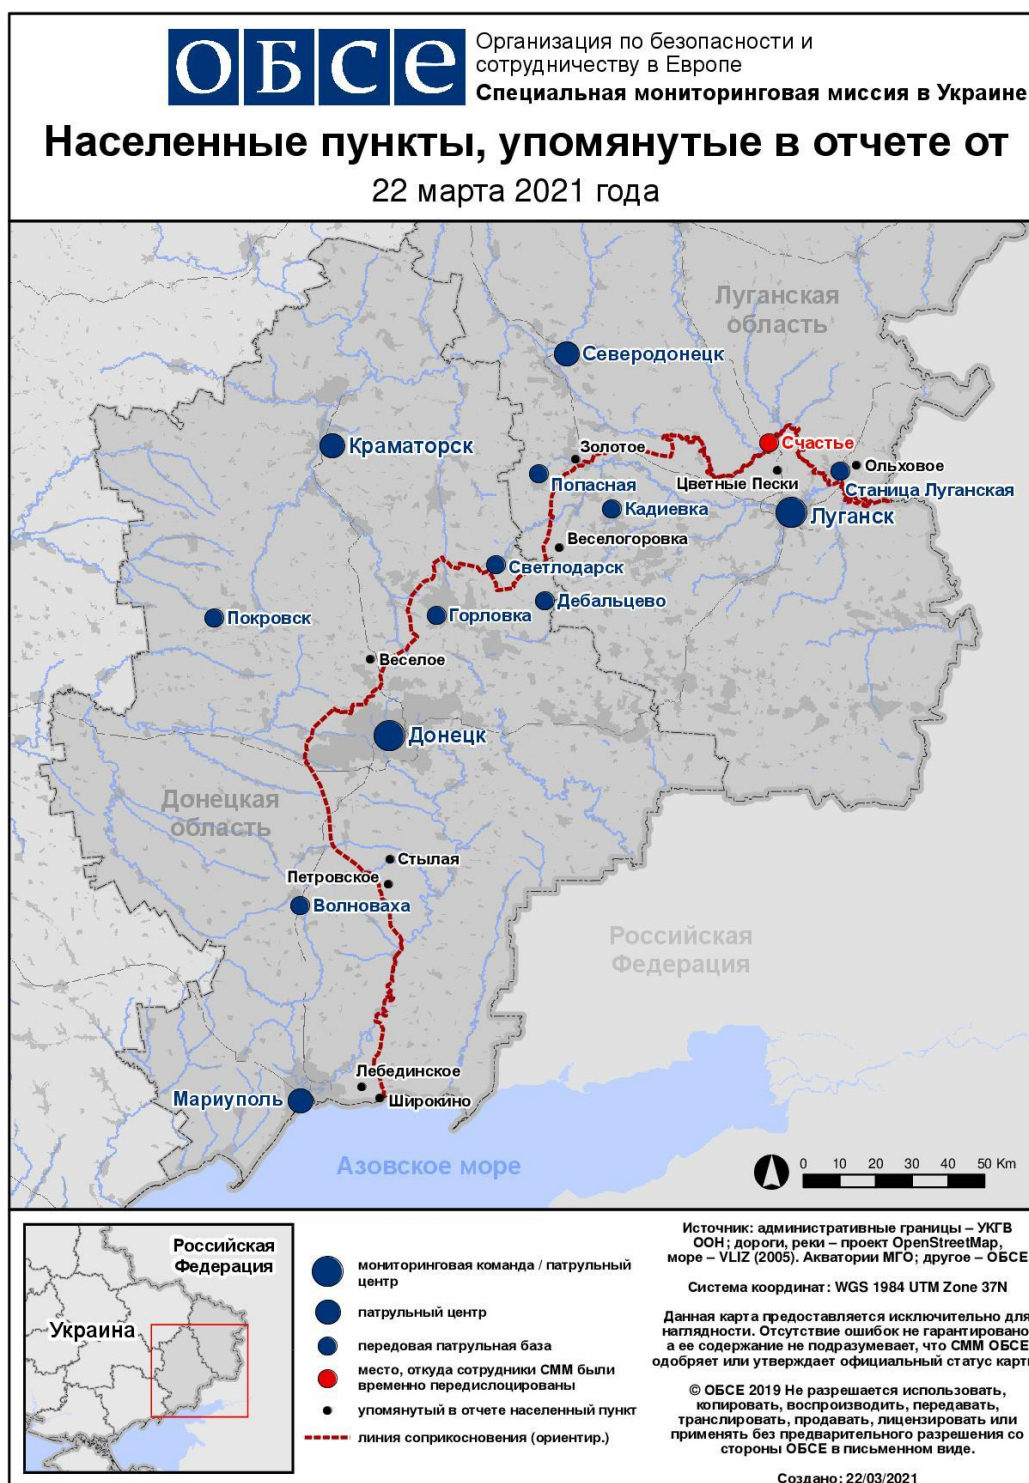 ОБСЕ
Организация по безопасности и
сотрудничеству в Европе
Специальная мониторинговая миссия в Украине
Населенные пункты, упомянутые в отчете от
22 марта 2021 года
Луганская
область
Северодонецк
Краматорск
Золотое
Счастье
Попасная
Цветные Пески
Ольховое
Станица Луганская
Кадиевка
Луганск
Веселогоровка
Светлодарск
Дебальцево
Покровск
Горловка
Веселое
Донецк
Донецкая
область
Стылая
Петровское
Волноваха
Российская
Федерация
Лебединское
Мариуполь
Широкино
Азовское море
0 10 20 30 40 50 Km
Российская
Федерация
Украина
мониторинговая команда / патрульный
центр
патрульный центр
передовая патрульная база
место, откуда сотрудники СММ были
временно передислоцированы
упомянутый в отчете населенный пункт
линия соприкосновения (ориентир.)
Источник: административные границы – УКГВ
ООН; дороги, реки – проект OpenStreetMap,
море – VLIZ (2005). Акватории МГО; другое – ОБСЕ
Система координат: WGS 1984 UTM Zone 37N
Данная карта предоставляется исключительно для
наглядности. Отсутствие ошибок не гарантировано
а ее содержание не подразумевает, что СММ ОБСЕ
одобряет или утверждает официальный статус карт
© ОБСЕ 2019 Не разрешается использовать,
копировать, воспроизводить, передавать,
транслировать, продавать, лицензировать или
применять без предварительного разрешения со
стороны ОБСЕ в письменном виде.
Создано: 22/03/2021